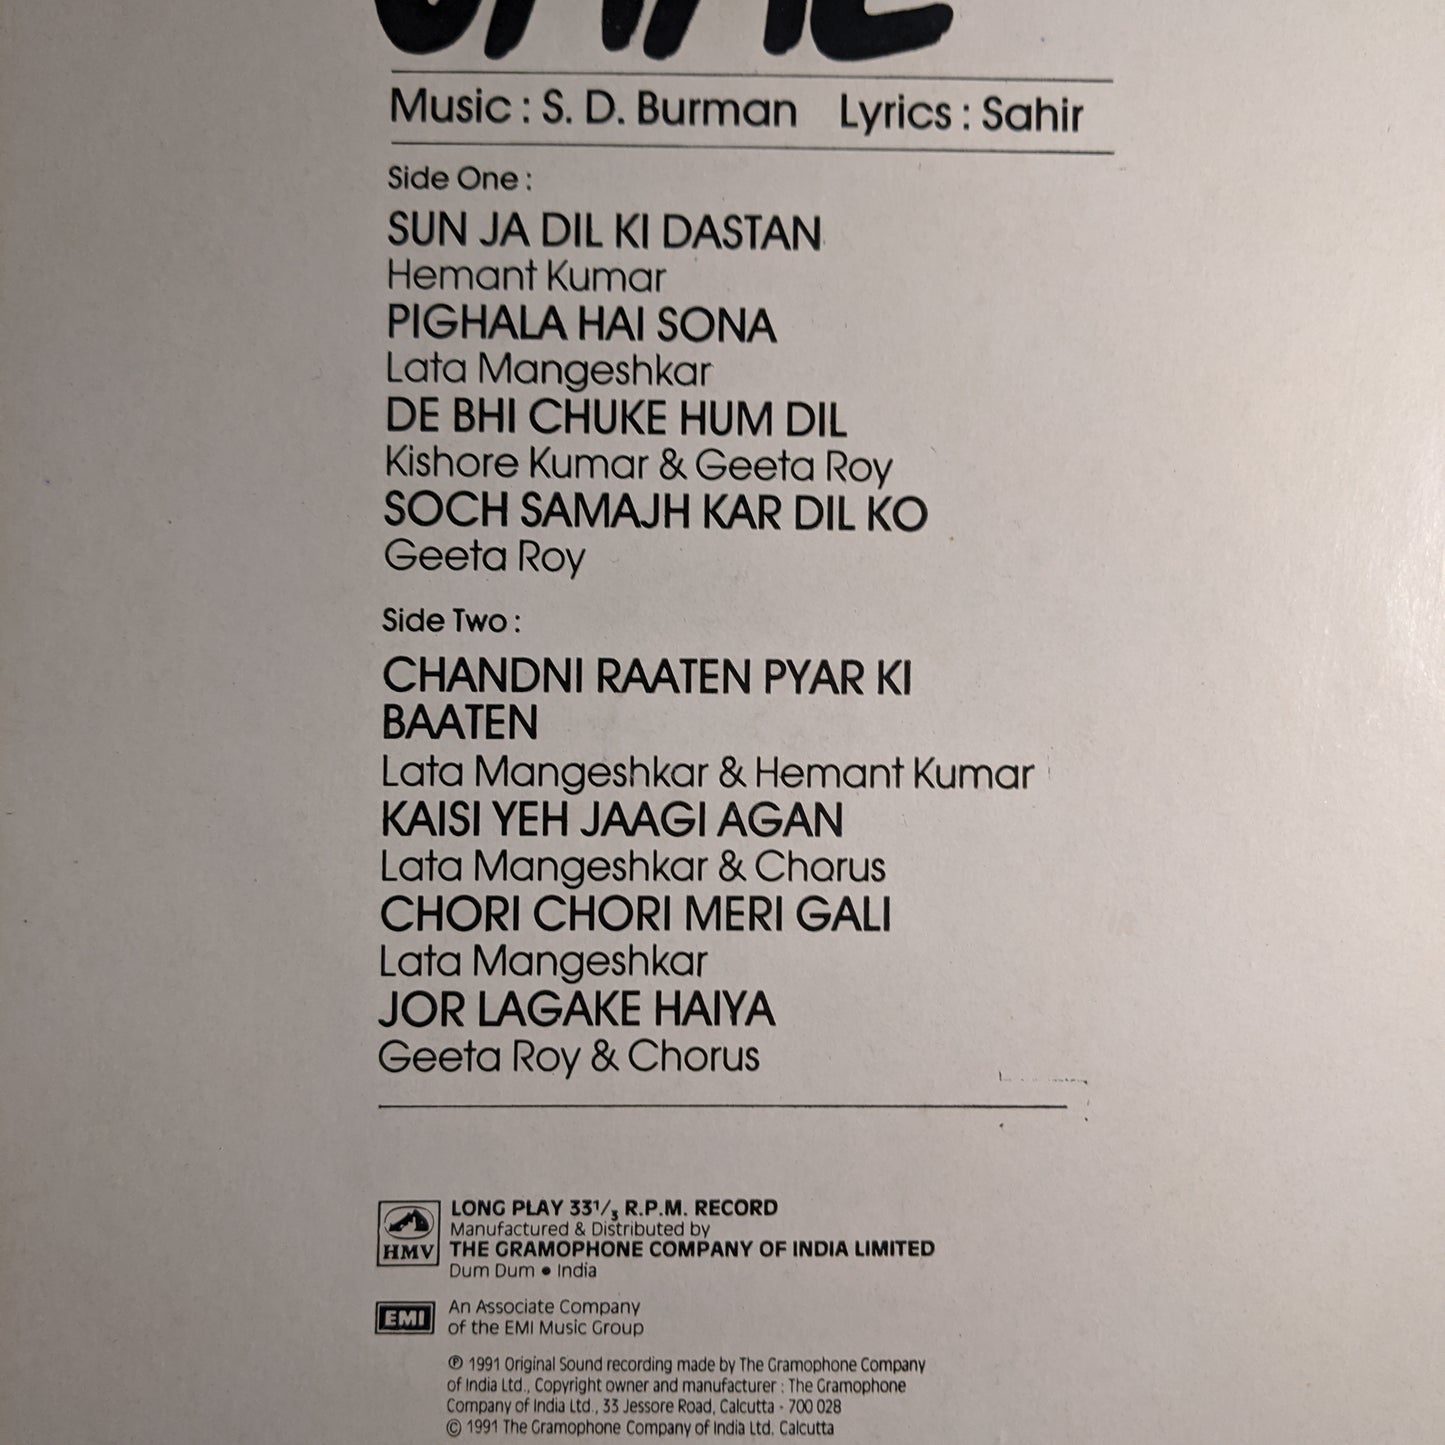 Music : S. D. Burman Lyrics : Sahir
Side One :
SUN JA DIL KI DASTAN
Hemant Kumar
PIGHALA HAI SONA
Lata Mangeshkar
DE BHI CHUKE HUM DIL
Kishore Kumar & Geeta Roy
SOCH SAMAJH KAR DIL KO
Geeta Roy
Side Two :
CHANDNI RAATEN PYAR KI
BAATEN
Lata Mangeshkar & Hemant Kumar
KAISI YEH JAAGI AGAN
Lata Mangeshkar & Chorus
CHORI CHORI MERI GALI
Lata Mangeshkar
JOR LAGAKE HAIYA
Geeta Roy & Chorus
HMV
LONG PLAY 33 1/3 R.P.M. RECORD
Manufactured & Distributed by
THE GRAMOPHONE COMPANY OF INDIA LIMITED
Dum Dum • India
EMI
An Associate Company
of the EMI Music Group
℗ 1991 Original Sound recording made by The Gramophone Company
of India Ltd., Copyright owner and manufacturer : The Gramophone
Company of India Ltd., 33 Jessore Road, Calcutta - 700 028
© 1991 The Gramophone Company of India Ltd. Calcutta